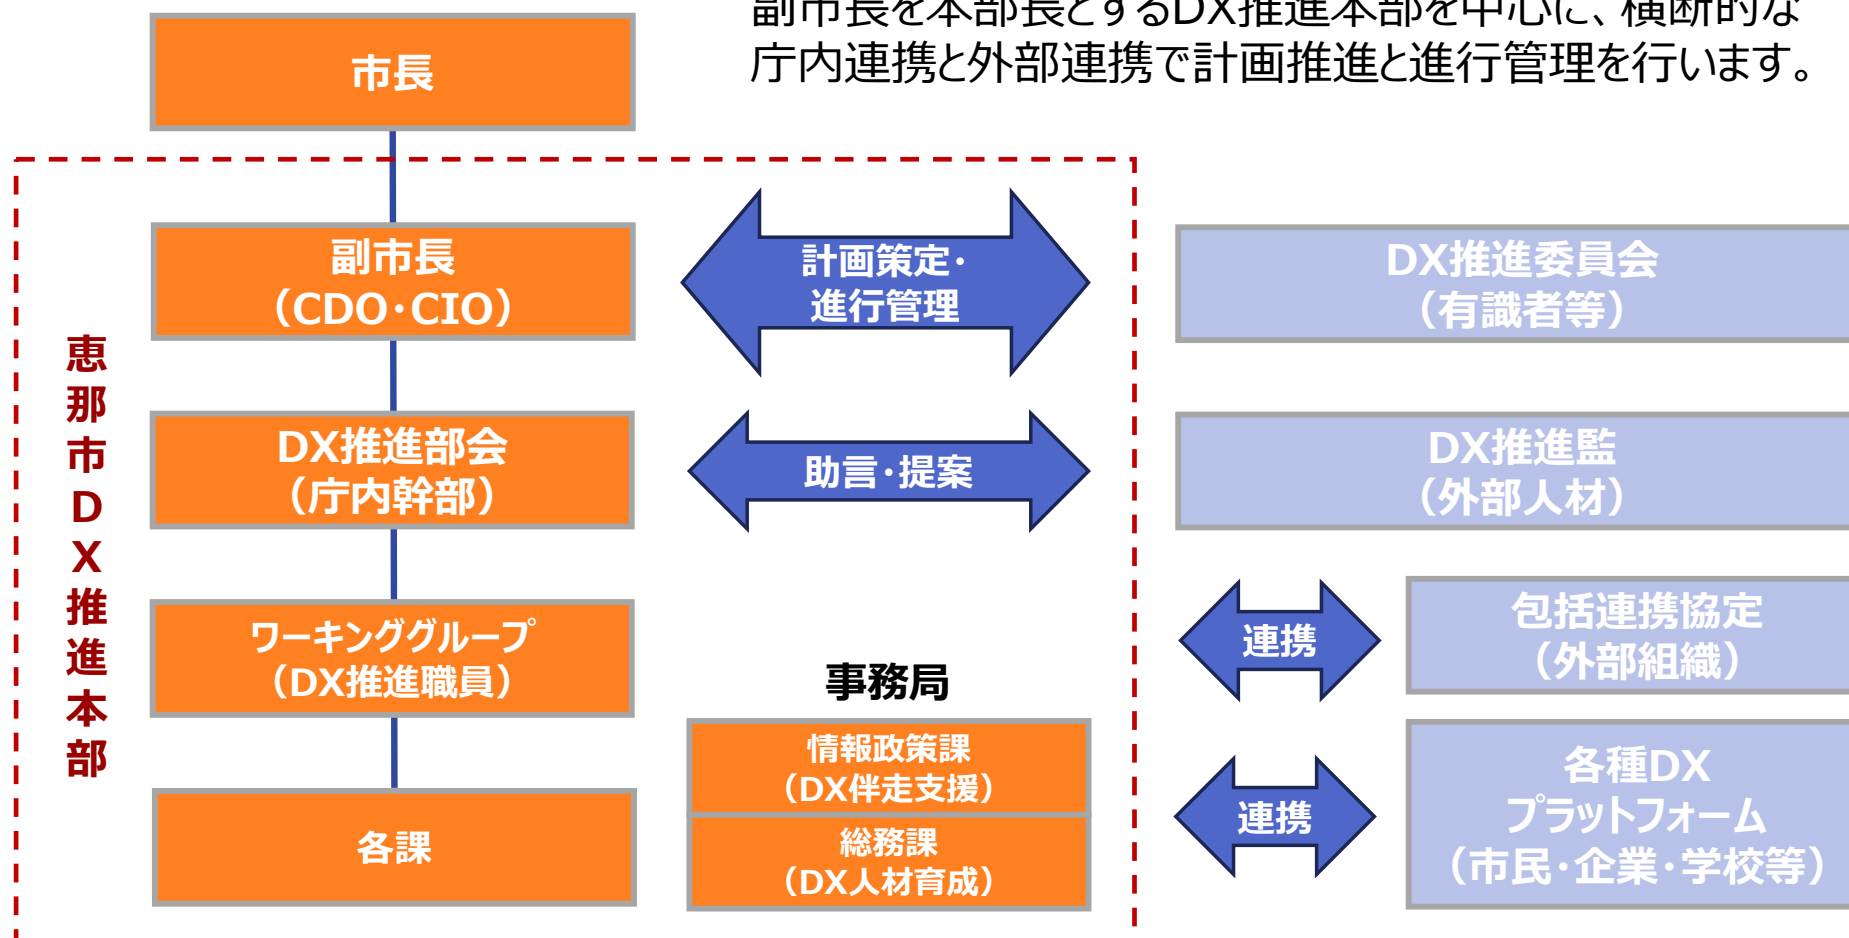 副市長を本部長とするDX推進本部を中心に、横断的な
庁内連携と外部連携で計画推進と進行管理を行います。
市長
恵那市DX推進本部
副市長
（CDO・CIO）
計画策定・
進行管理
DX推進委員会
（有識者等）
DX推進部会
（庁内幹部）
助言・提案
DX推進監
（外部人材）
ワーキンググループ
（DX推進職員）
連携
包括連携協定
（外部組織）
事務局
情報政策課
（DX伴走支援）
総務課
（DX人材育成）
各課
連携
各種DX
プラットフォーム
（市民・企業・学校等）